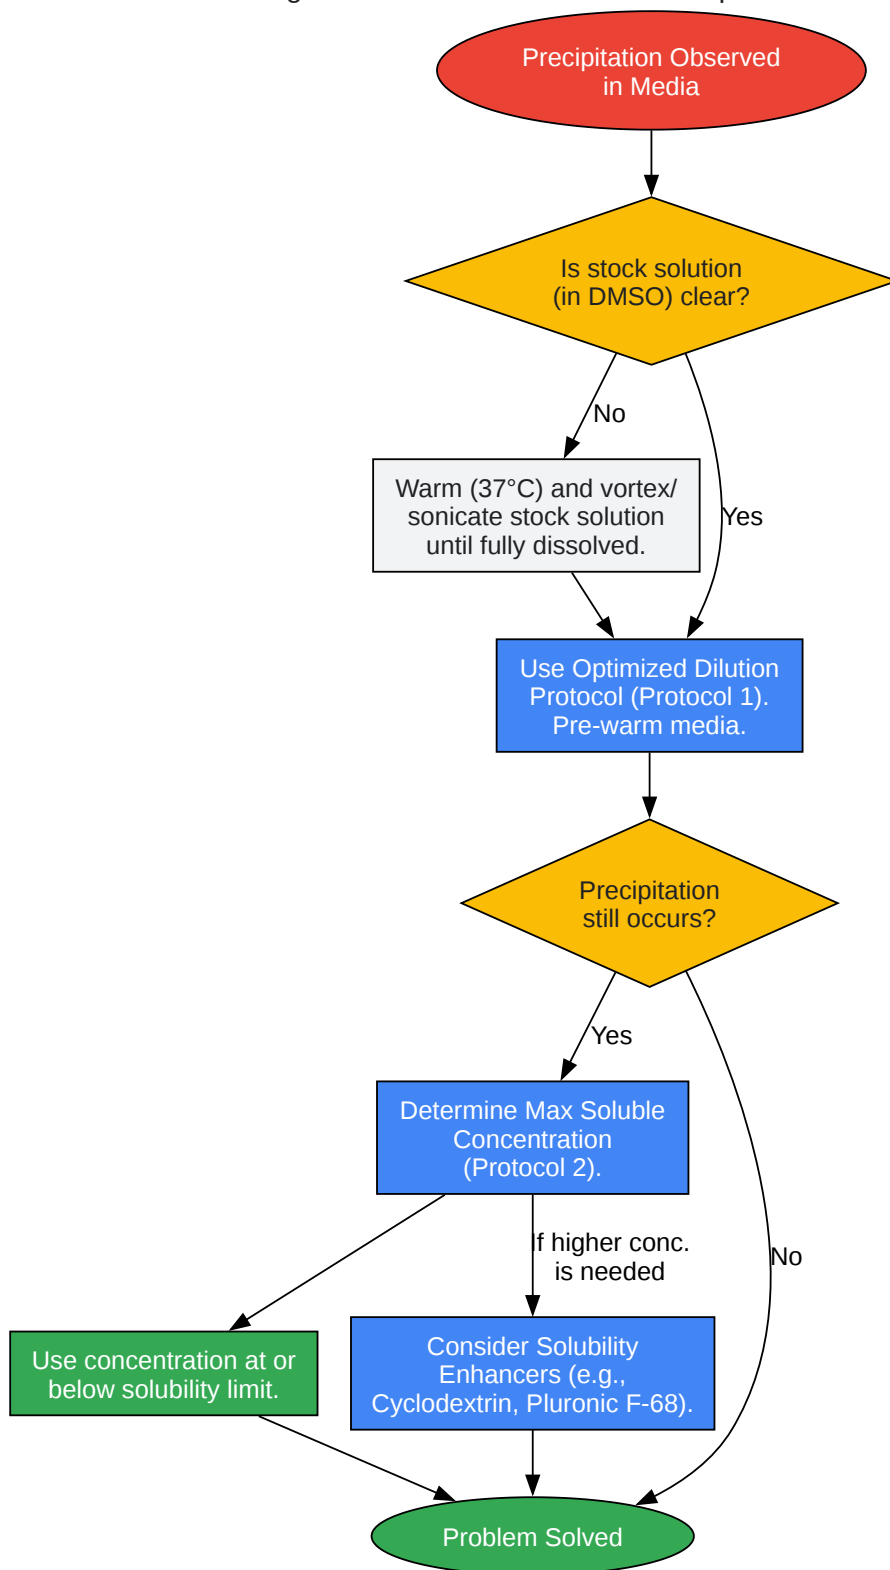 Precipitation Observed
in Media
Is stock solution
(in DMSO) clear?
No
Warm (37°C) and vortex/
sonicate stock solution
until fully dissolved.
Yes
Use Optimized Dilution
Protocol (Protocol 1).
Pre-warm media.
Precipitation
still occurs?
Yes
Determine Max Soluble
Concentration
(Protocol 2).
If higher conc.
is needed
No
Use concentration at or
below solubility limit.
Consider Solubility
Enhancers (e.g.,
Cyclodextrin, Pluronic F-68).
Problem Solved